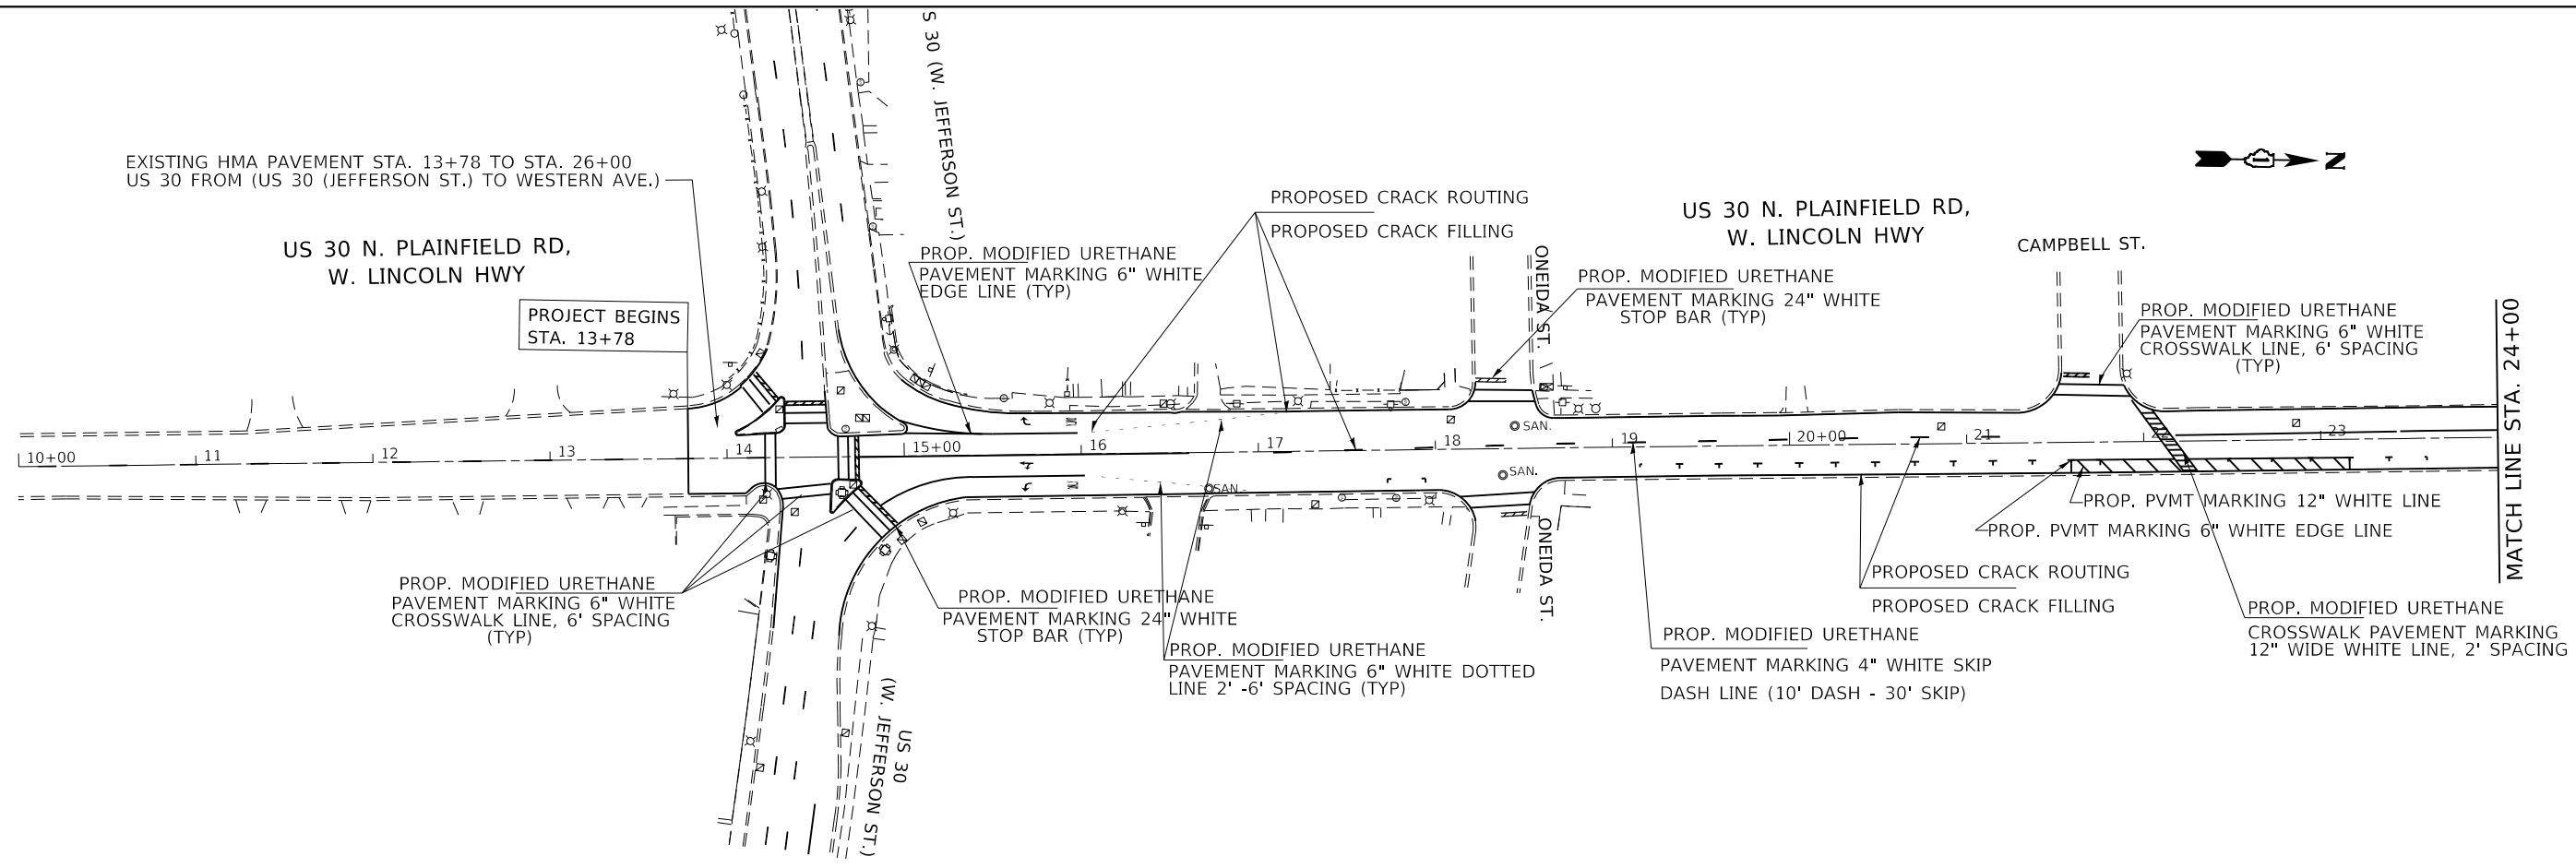 S 30 (W. JEFFERSON ST.)
EXISTING HMA PAVEMENT STA. 13+78 TO STA. 26+00
US 30 FROM (US 30 (JEFFERSON ST.) TO WESTERN AVE.)
N
US 30 N. PLAINFIELD RD,
W. LINCOLN HWY
PROJECT BEGINS
STA. 13+78
PROP. MODIFIED URETHANE
PAVEMENT MARKING 6" WHITE
EDGE LINE (TYP)
PROPOSED CRACK ROUTING
PROPOSED CRACK FILLING
ONEIDA ST.
PROP. MODIFIED URETHANE
PAVEMENT MARKING 24" WHITE
STOP BAR (TYP)
US 30 N. PLAINFIELD RD,
W. LINCOLN HWY
CAMPBELL ST.
PROP. MODIFIED URETHANE
PAVEMENT MARKING 6" WHITE
CROSSWALK LINE, 6' SPACING
(TYP)
MATCH LINE STA. 24+00
10+00
11
12
13
14
15+00
16
17
18
19
20+00
21
22
23
SAN.
SAN.
SAN.
PROP. PVMT MARKING 12" WHITE LINE
PROP. PVMT MARKING 6" WHITE EDGE LINE
PROP. MODIFIED URETHANE
PAVEMENT MARKING 6" WHITE
CROSSWALK LINE, 6' SPACING
(TYP)
PROP. MODIFIED URETHANE
PAVEMENT MARKING 24" WHITE
STOP BAR (TYP)
PROP. MODIFIED URETHANE
PAVEMENT MARKING 6" WHITE DOTTED
LINE 2' -6' SPACING (TYP)
ONEIDA ST.
PROP. MODIFIED URETHANE
PAVEMENT MARKING 4" WHITE SKIP
DASH LINE (10' DASH - 30' SKIP)
PROPOSED CRACK ROUTING
PROPOSED CRACK FILLING
PROP. MODIFIED URETHANE
CROSSWALK PAVEMENT MARKING
12" WIDE WHITE LINE, 2' SPACING
US 30
(W. JEFFERSON ST.)